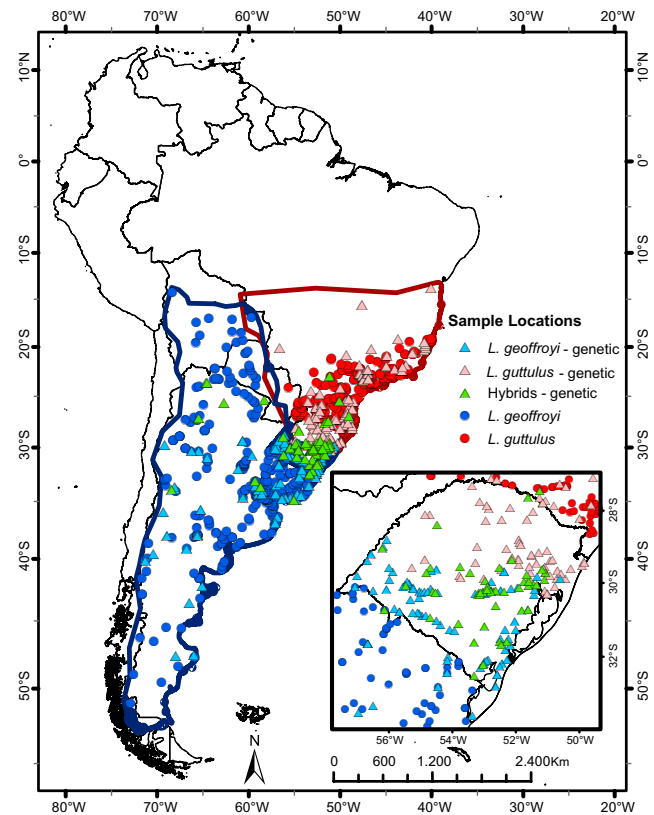 80°W 70°W 60°W 50°W 40°W 30°W 20°W
10°N 10°N
0° 0°
10°S 10°S
Sample Locations
20°S 20°S
L. geoffroyi - genetic
L. guttulus - genetic
Hybrids - genetic
L. geoffroyi
L. guttulus
30°S 30°S
28°S
40°S 40°S
30°S
32°S
50°S 50°S
56°W 54°W 52°W 50°W
N
0 600 1.200 2.400Km
80°W 70°W 60°W 50°W 40°W 30°W 20°W